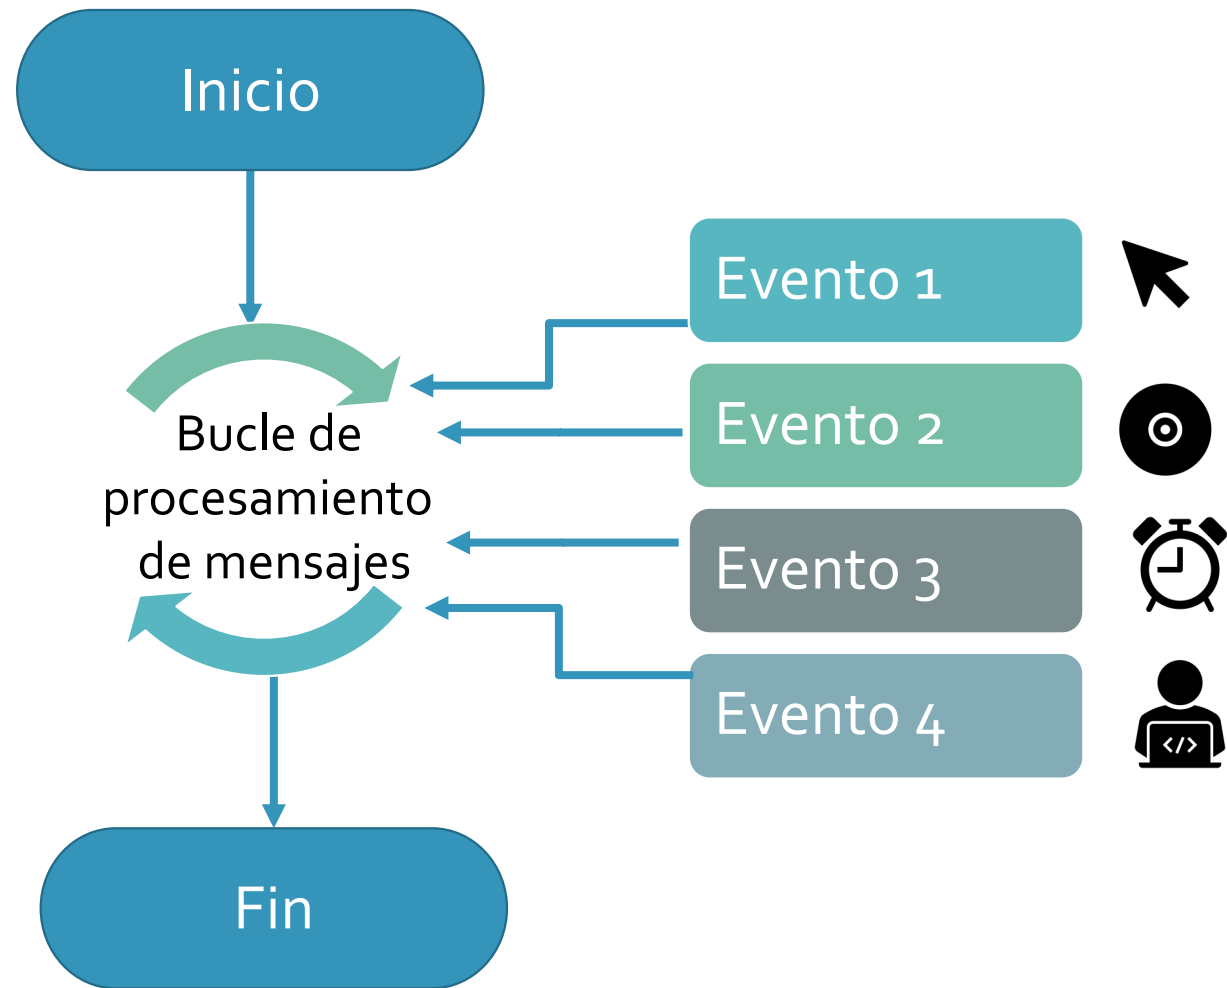 Inicio
Evento 1
Evento 2
Bucle de
procesamiento
de mensajes
Evento 3
Evento 4
</>
Fin